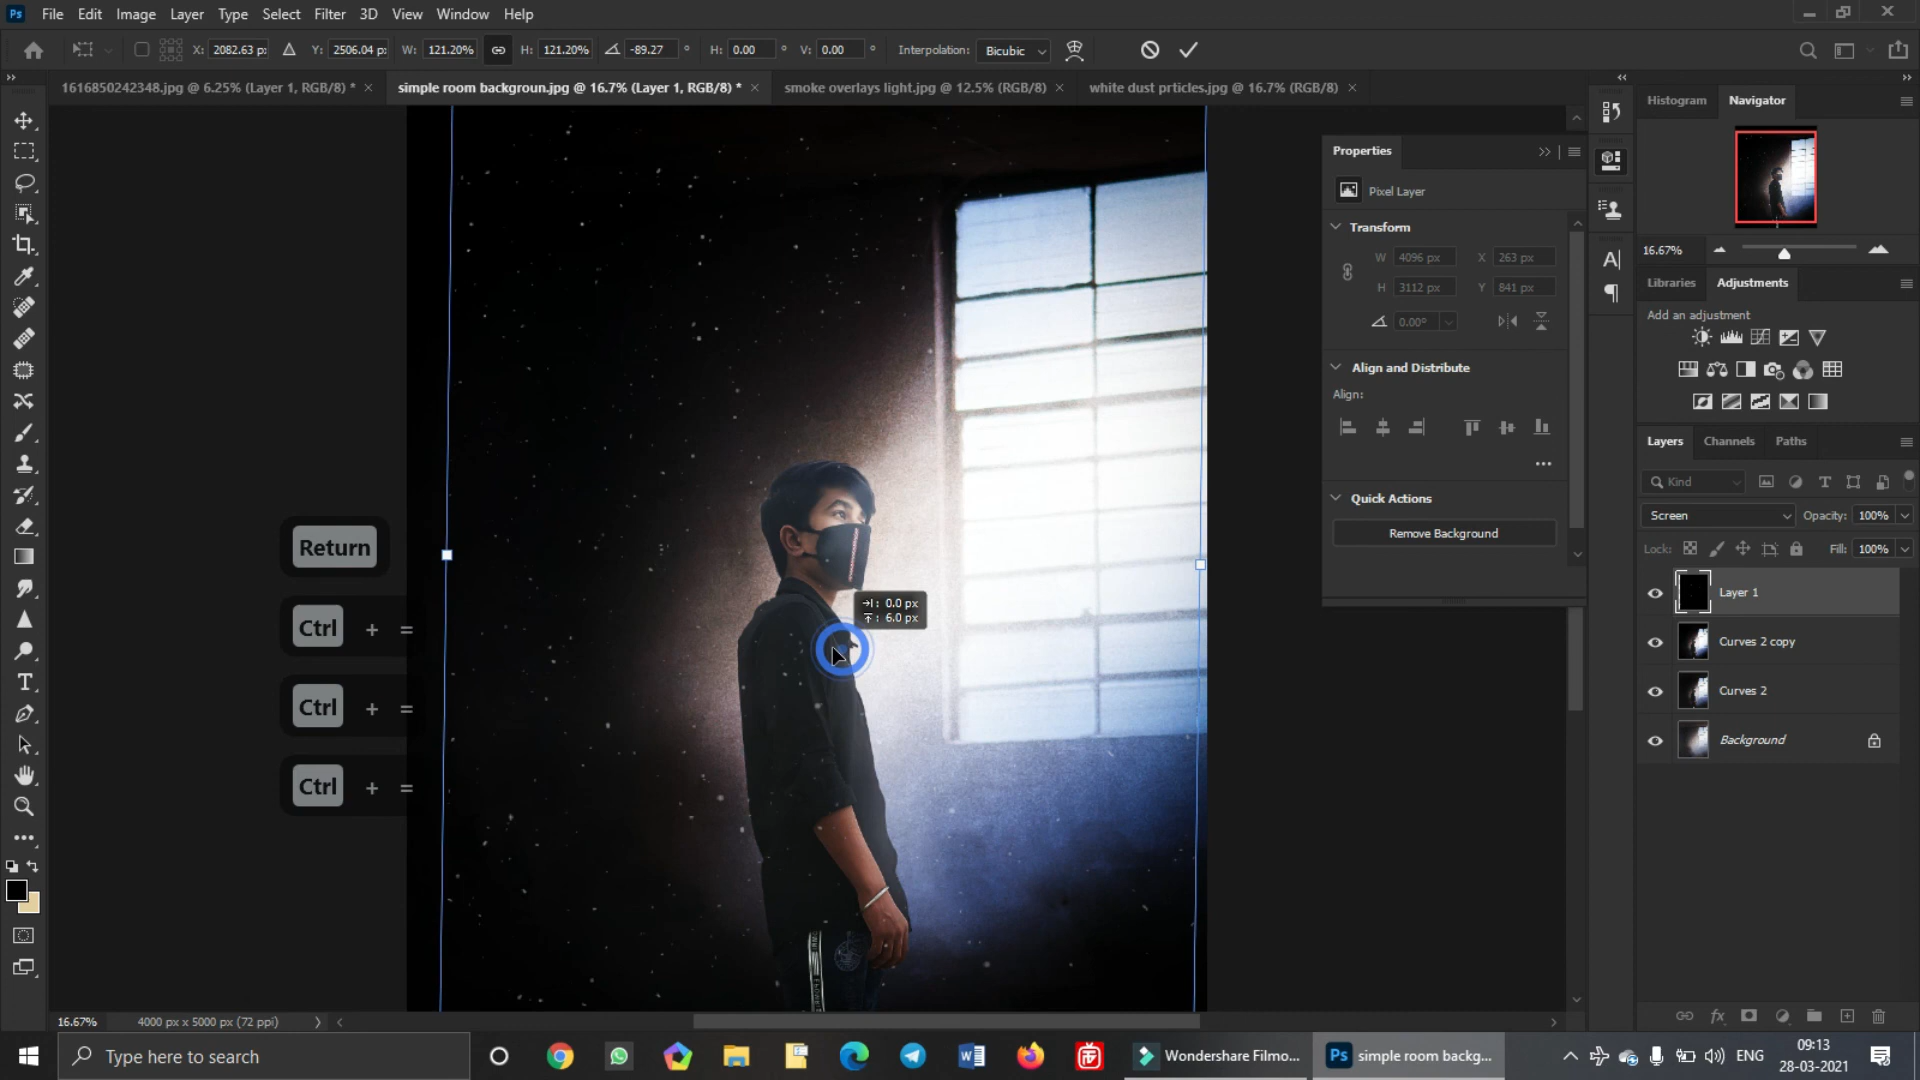 Ps File Edit Image Layer Type Select Filter 3D View Window Help
X: 2082.63 p: Y: 2506.04 p: W: 121.20% H: 121.20% -89.27 ° H: 0.00 ° V: 0.00 ° Interpolation: Bicubic
1616850242348.jpg @ 6.25% (Layer 1, RGB/8) * × simple room backgroun.jpg @ 16.7% (Layer 1, RGB/8) * × smoke overlays light.jpg @ 12.5% (RGB/8) × white dust prticles.jpg @ 16.7% (RGB/8) ×
Histogram Navigator
Properties
Pixel Layer
Transform
W 4096 px X 263 px
H 3112 px Y 841 px
0.00°
Align and Distribute
Align:
Quick Actions
Remove Background
16.67%
Libraries Adjustments
Add an adjustment
Layers Channels Paths
Kind
Screen Opacity: 100%
Lock: Fill: 100%
Layer 1
Curves 2 copy
Curves 2
Background
Return
Ctrl + =
Ctrl + =
Ctrl + =
→|: 0.0 px
: 6.0 px
16.67% 4000 px x 5000 px (72 ppi)
Type here to search
Wondershare Filmo...
Ps simple room backg...
ENG
09:13
28-03-2021